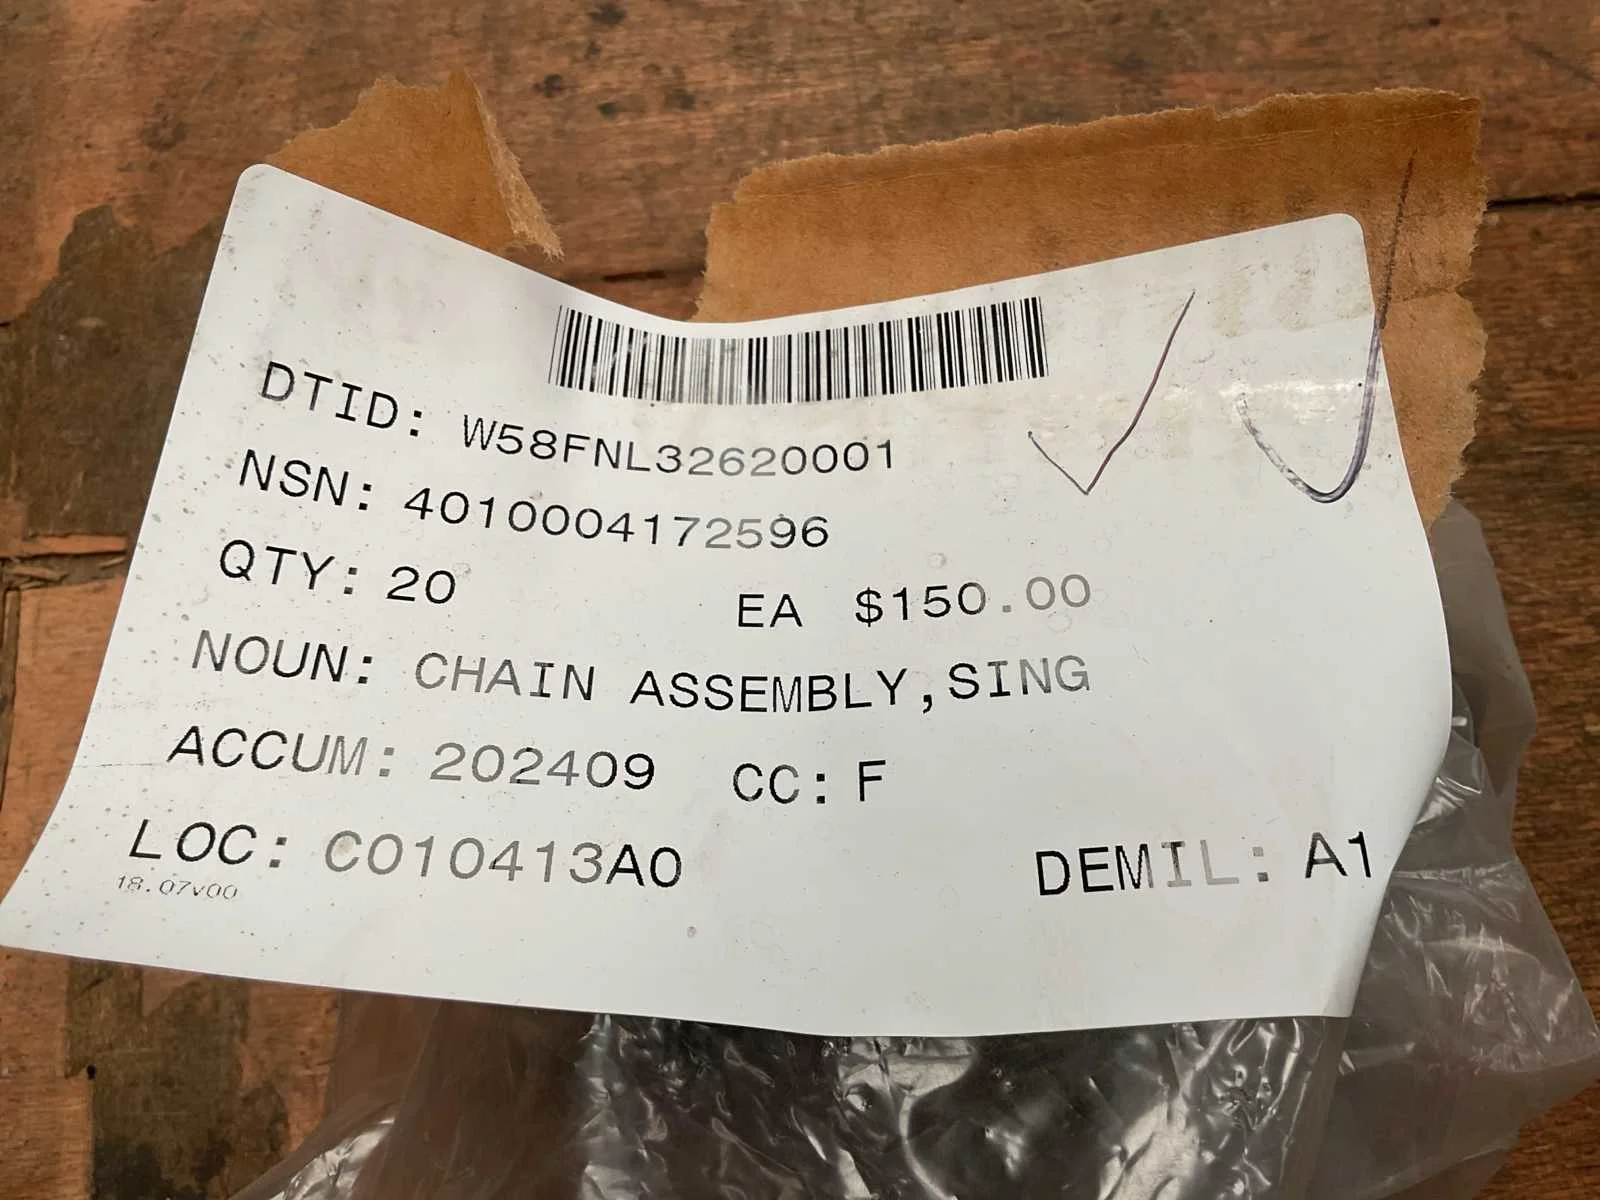 DTID: W58FNL32620001
NSN: 4010004172596
QTY: 20 EA $150.00
NOUN: CHAIN ASSEMBLY,SING
ACCUM: 202409 CC: F
LOC: C010413A0 DEMIL: A1
18.07v00